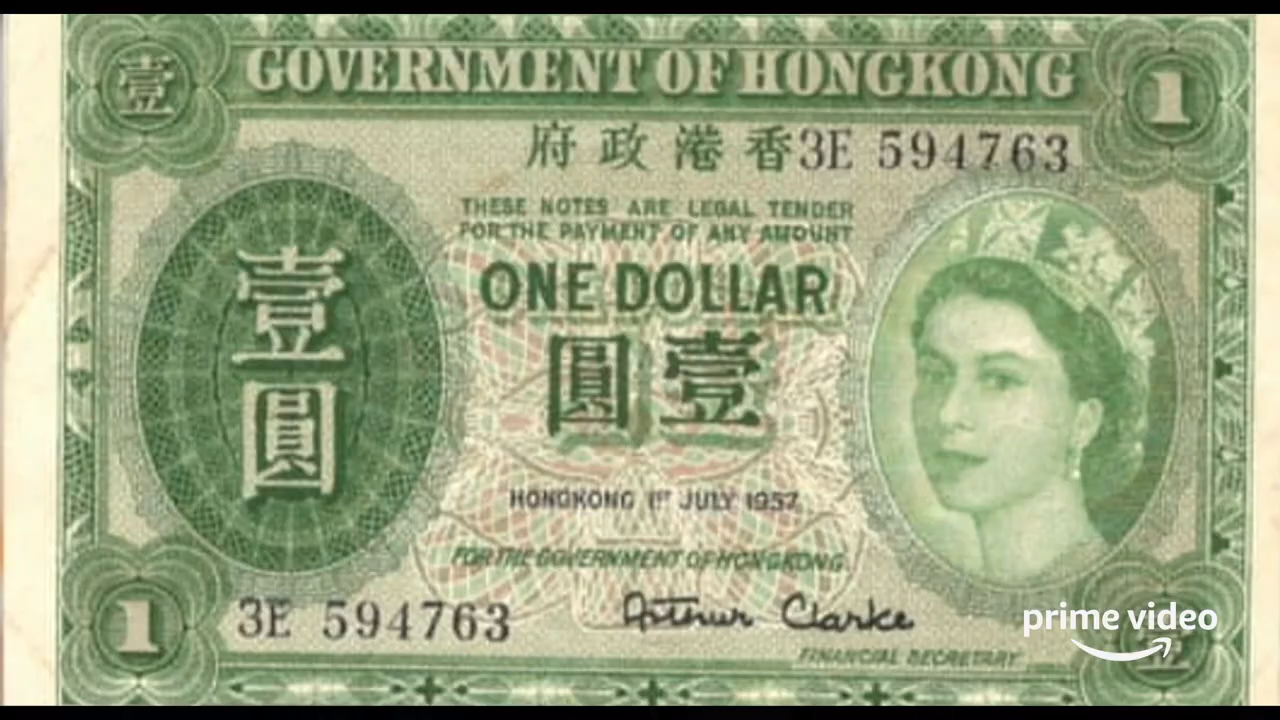 壹
GOVERNMENT OF HONGKONG
1
府政港香
3E 594763
THESE NOTES ARE LEGAL TENDER
FOR THE PAYMENT OF ANY AMOUNT
ONE DOLLAR
圓壹
壹圓
HONGKONG 1ST JULY 1957
FOR THE GOVERNMENT OF HONGKONG.
1
3E 594763
Arthur Clarke
FINANCIAL SECRETARY
prime video